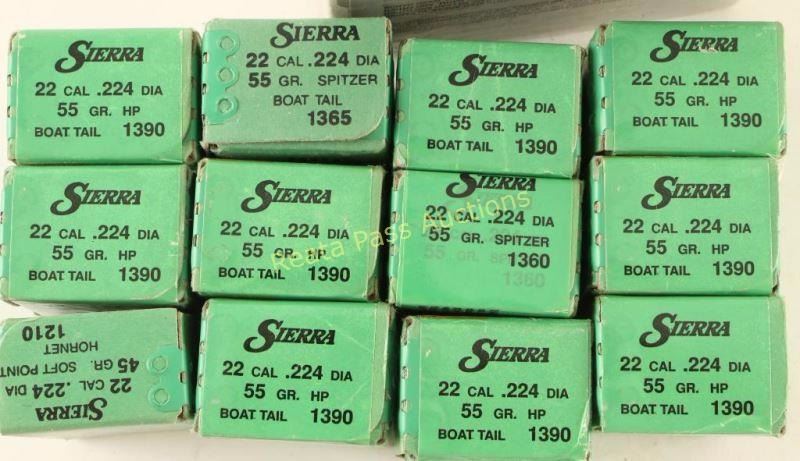 SIERRA
22 CAL .224 DIA
55 GR. HP
BOAT TAIL 1390
SIERRA
22 CAL .224 DIA
55 GR. SPITZER
BOAT TAIL
1365
SIERRA
22 CAL .224 DIA
55 GR. HP
BOAT TAIL 1390
SIERRA
22 CAL .224 DIA
55 GR. HP
BOAT TAIL 1390
SIERRA
22 CAL .224 DIA
55 GR. HP
BOAT TAIL 1390
SIERRA
22 CAL .224 DIA
55 GR. HP
BOAT TAIL 1390
SIERRA
22 CAL .224 DIA
55 GR. SPITZER
1360
1360
SIERRA
22 CAL .224 DIA
55 GR. HP
BOAT TAIL 1390
Reata Pass Auctions
SIERRA
22 CAL .224 DIA
45 GR. SOFT POINT
HORNET
1210
SIERRA
22 CAL .224 DIA
55 GR. HP
BOAT TAIL 1390
SIERRA
22 CAL .224 DIA
55 GR. HP
BOAT TAIL 1390
SIERRA
22 CAL .224 DIA
55 GR. HP
BOAT TAIL 1390